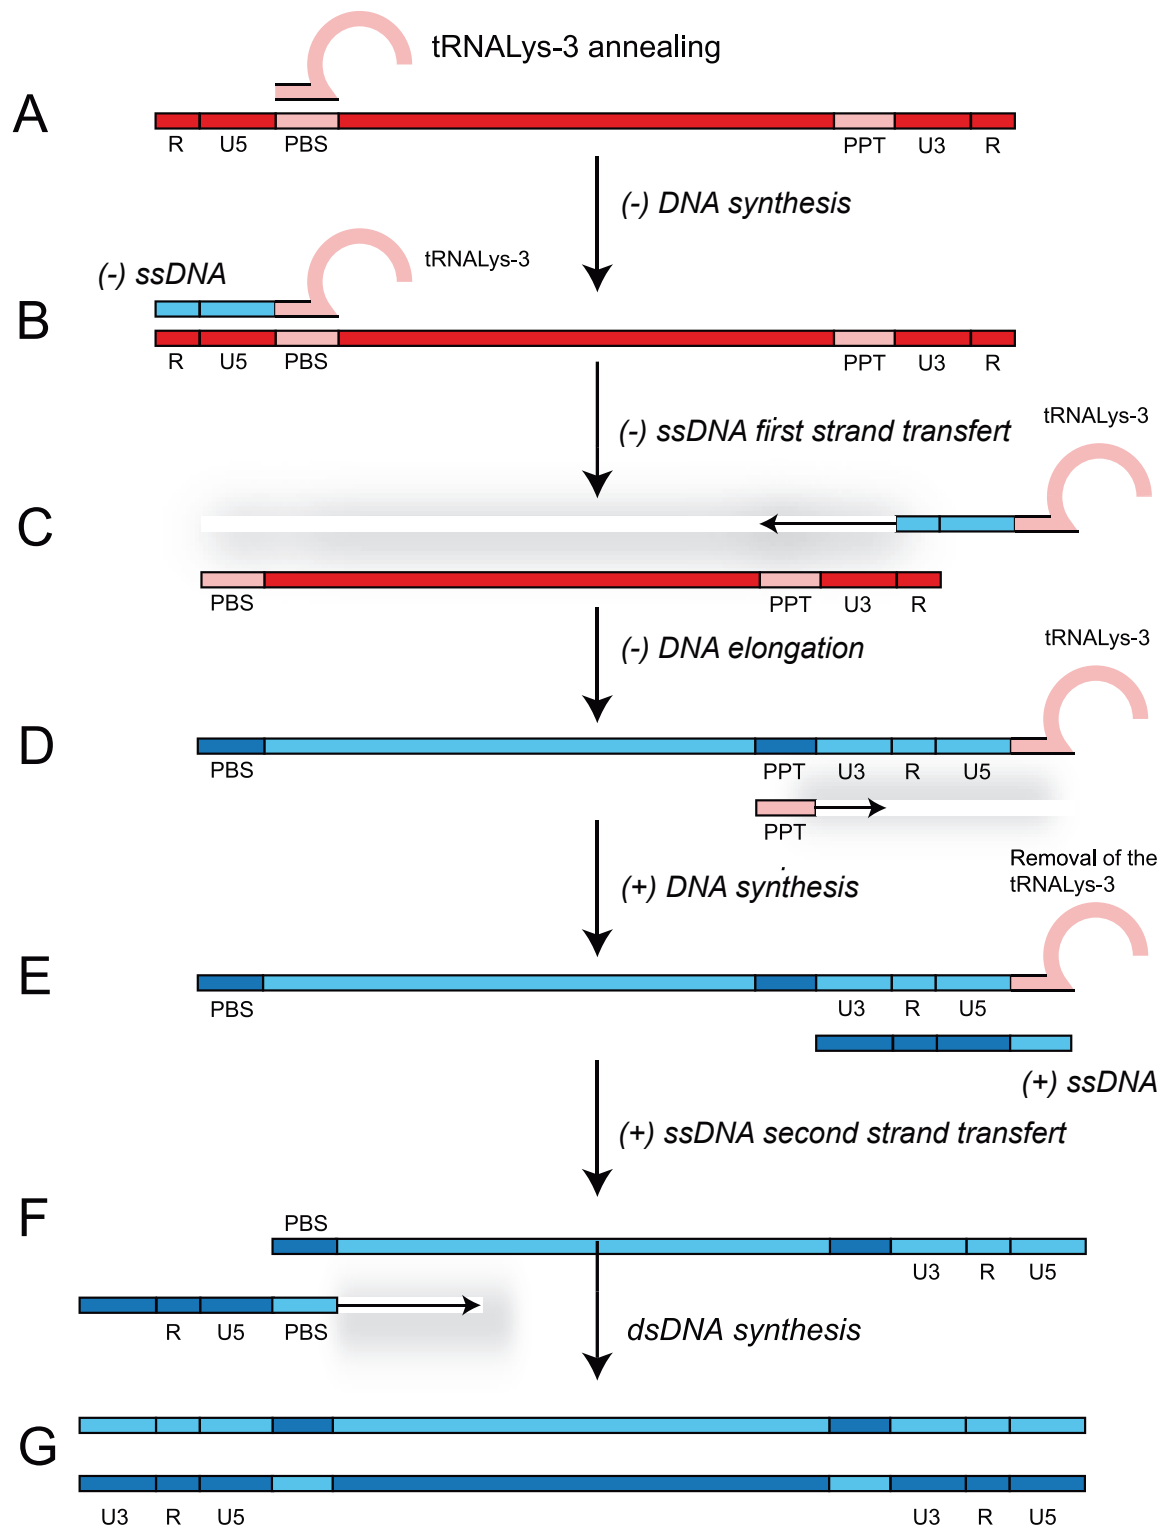 tRNALys-3 annealing
A
R U5 PBS PPT U3 R
(-) DNA synthesis
(-) ssDNA
tRNALys-3
B
R U5 PBS PPT U3 R
(-) ssDNA first strand transfert
tRNALys-3
C
PBS PPT U3 R
(-) DNA elongation
tRNALys-3
D
PBS PPT U3 R U5
PPT
(+) DNA synthesis
Removal of the
tRNALys-3
E
PBS U3 R U5
(+) ssDNA
(+) ssDNA second strand transfert
F
PBS
U3 R U5
R U5 PBS
dsDNA synthesis
G
U3 R U5 U3 R U5